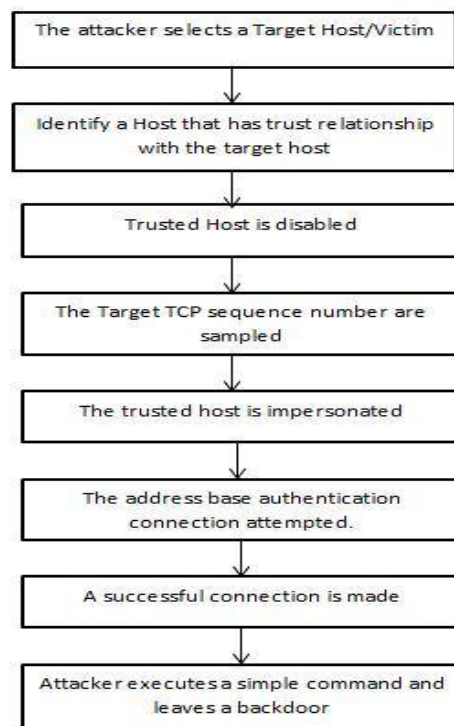 The attacker selects a Target Host/Victim
Identify a Host that has trust relationship
with the target host
Trusted Host is disabled
The Target TCP sequence number are
sampled
The trusted host is impersonated
The address base authentication
connection attempted.
A successful connection is made
Attacker executes a simple command and
leaves a backdoor